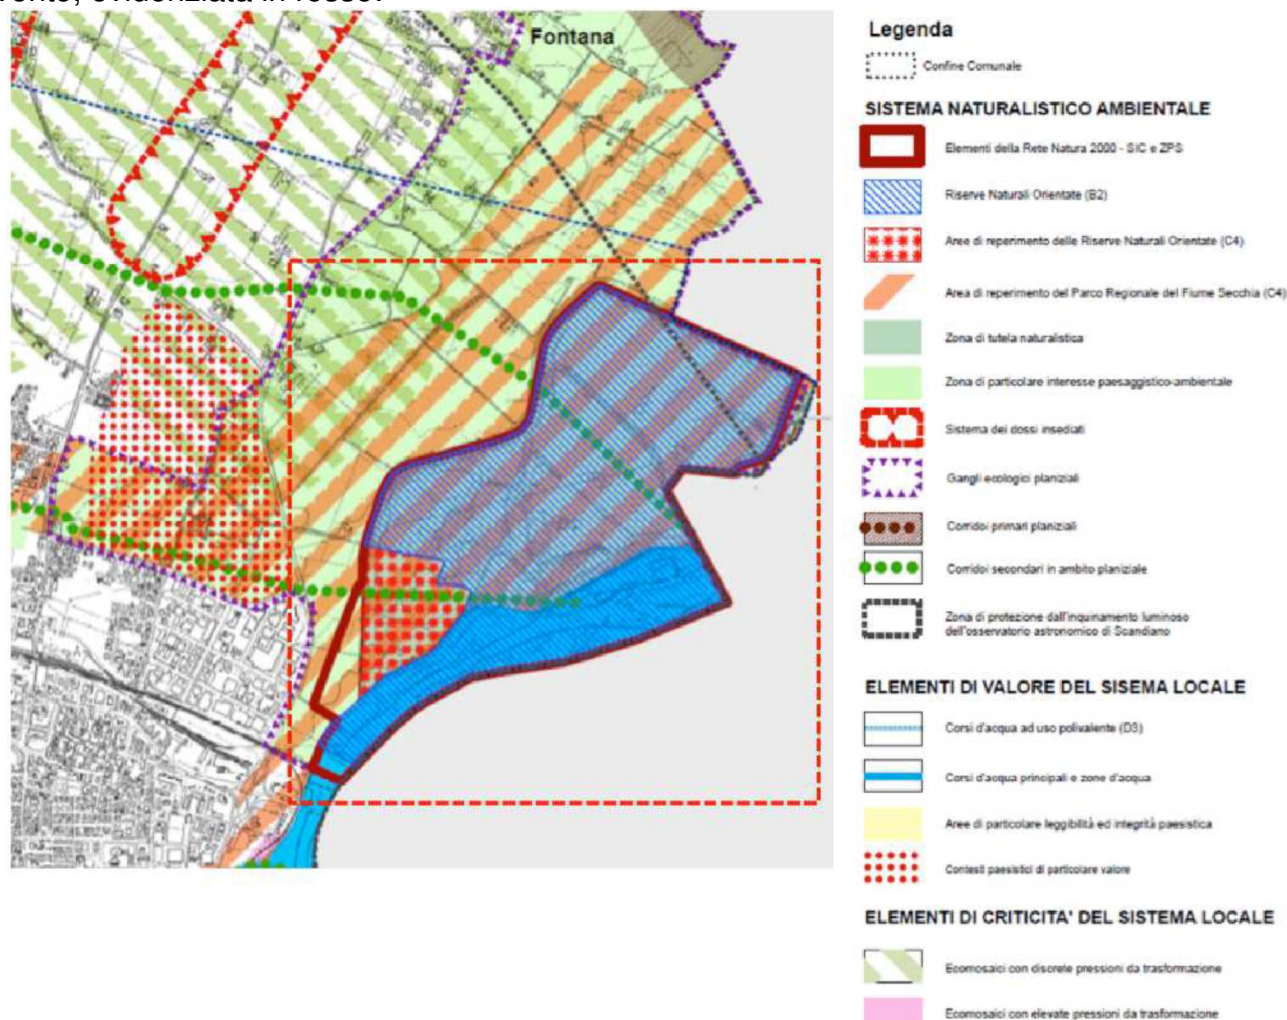 evidenziata in rosso.
Fontana
Legenda
Confine Comunale
SISTEMA NATURALISTICO AMBIENTALE
Elementi della Rete Natura 2000 - SIC e ZPS
Riserve Naturali Orientate (B2)
Aree di reperimento delle Riserve Naturali Orientate (C4)
Area di reperimento del Parco Regionale del Fiume Secchia (C4)
Zona di tutela naturalistica
Zona di particolare interesse paesaggistico-ambientale
Sistema dei dossi insediati
Gangli ecologici planiziali
Corridoi primari planiziali
Corridoi secondari in ambito planiziale
Zona di protezione dall'inquinamento luminoso
dell'osservatorio astronomico di Scandiano
ELEMENTI DI VALORE DEL SISEMA LOCALE
Corsi d'acqua ad uso polivalente (D3)
Corsi d'acqua principali e zone d'acqua
Aree di particolare leggibilità ed integrità paesistica
Contesti paesistici di particolare valore
ELEMENTI DI CRITICITA' DEL SISTEMA LOCALE
Ecomosaici con discrete pressioni da trasformazione
Ecomosaici con elevate pressioni da trasformazione